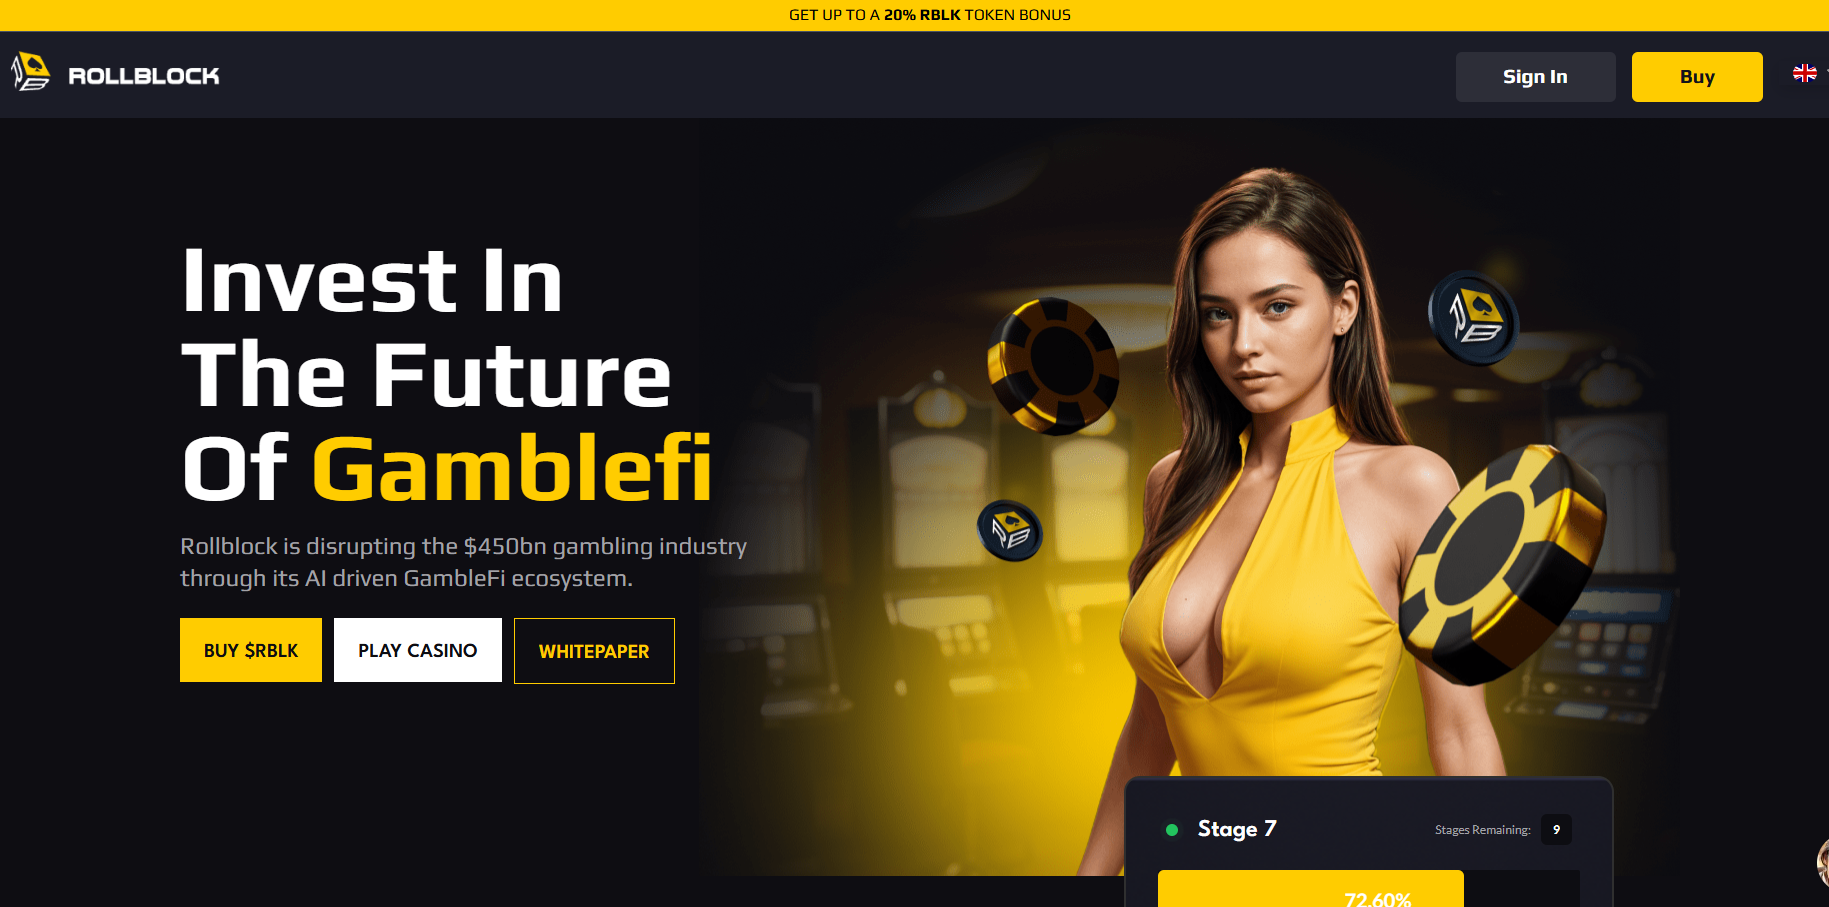 GET UP TO A 20% RBLK TOKEN BONUS
ROLLBLOCK
Sign In
Buy
Invest In
The Future
Of Gamblefi
Rollblock is disrupting the $450bn gambling industry
through its AI driven GambleFi ecosystem.
BUY $RBLK
PLAY CASINO
WHITEPAPER
Stage 7
Stages Remaining:
9
72.60%